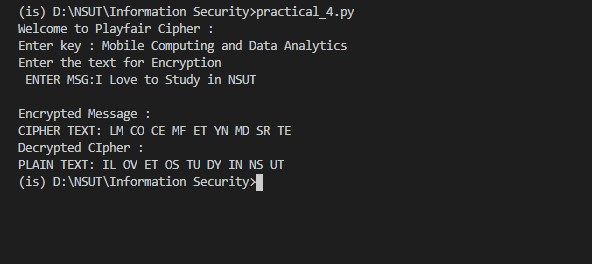 (is) D:\NSUT\Information Security>practical_4.py
Welcome to Playfair Cipher :
Enter key : Mobile Computing and Data Analytics
Enter the text for Encryption
ENTER MSG:I Love to Study in NSUT
Encrypted Message :
CIPHER TEXT: LM CO CE MF ET YN MD SR TE
Decrypted CIpher :
PLAIN TEXT: IL OV ET OS TU DY IN NS UT
(is) D:\NSUT\Information Security>